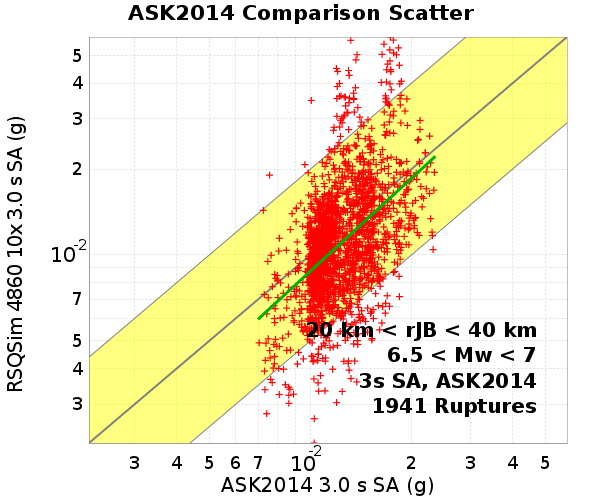 ASK2014 Comparison Scatter
RSQSim 4860 10x 3.0 s SA (g)
5
4
3
2
10-2
7
5
4
3
20 km < rJB < 40 km
6.5 < Mw < 7
3s SA, ASK2014
1941 Ruptures
3 4 5 6 7 10-2 2 3 4 5
ASK2014 3.0 s SA (g)